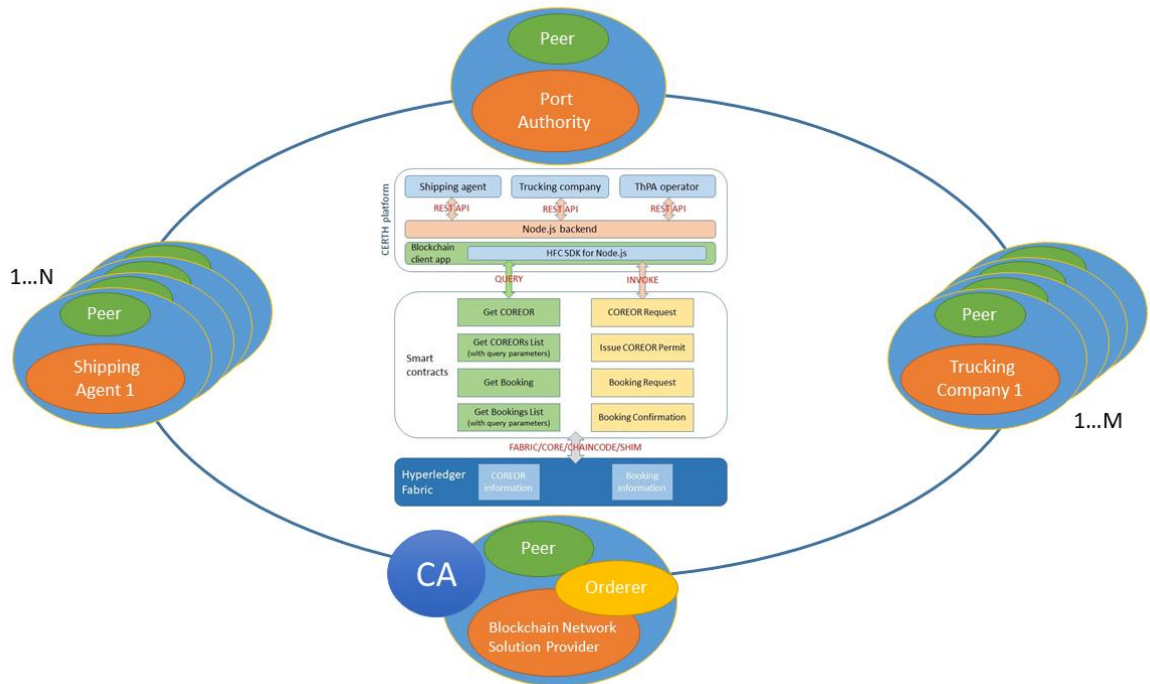 Peer
Port
Authority
CERTH platform
Shipping agent
Trucking company
ThPA operator
REST API
REST API
REST API
Node.js backend
Blockchain
client app
HFC SDK for Node.js
QUERY
INVOKE
1...N
Peer
Shipping
Agent 1
Smart
contracts
Get COREOR
COREOR Request
Get COREORs List
(with query parameters)
Issue COREOR Permit
Get Booking
Booking Request
Get Bookings List
(with query parameters)
Booking Confirmation
Peer
Trucking
Company 1
1...M
FABRIC/CORE/CHAINCODE/SHIM
Hyperledger
Fabric
COREOR
information
Booking
information
CA
Peer
Orderer
Blockchain Network
Solution Provider